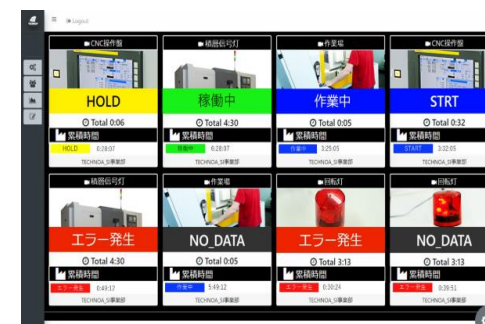 Logout
CNC操作盤
HOLD
Total 0:06
累積時間
HOLD 0:28:07
TECHNOA_SI事業部
積層信号灯
稼働中
Total 4:30
累積時間
稼働中 6:28:07
TECHNOA_SI事業部
作業場
作業中
Total 0:05
累積時間
作業中 3:25:05
TECHNOA_SI事業部
CNC操作盤
STRT
Total 0:32
累積時間
START 3:32:05
TECHNOA_SI事業部
積層信号灯
エラー発生
Total 4:30
累積時間
エラー発生 0:49:12
TECHNOA_SI事業部
作業場
NO_DATA
Total 0:05
累積時間
作業中 5:49:12
TECHNOA_SI事業部
回転灯
エラー発生
Total 3:13
累積時間
エラー発生 0:30:24
TECHNOA_SI事業部
回転灯
NO_DATA
Total 3:13
累積時間
エラー発生 0:39:51
TECHNOA_SI事業部